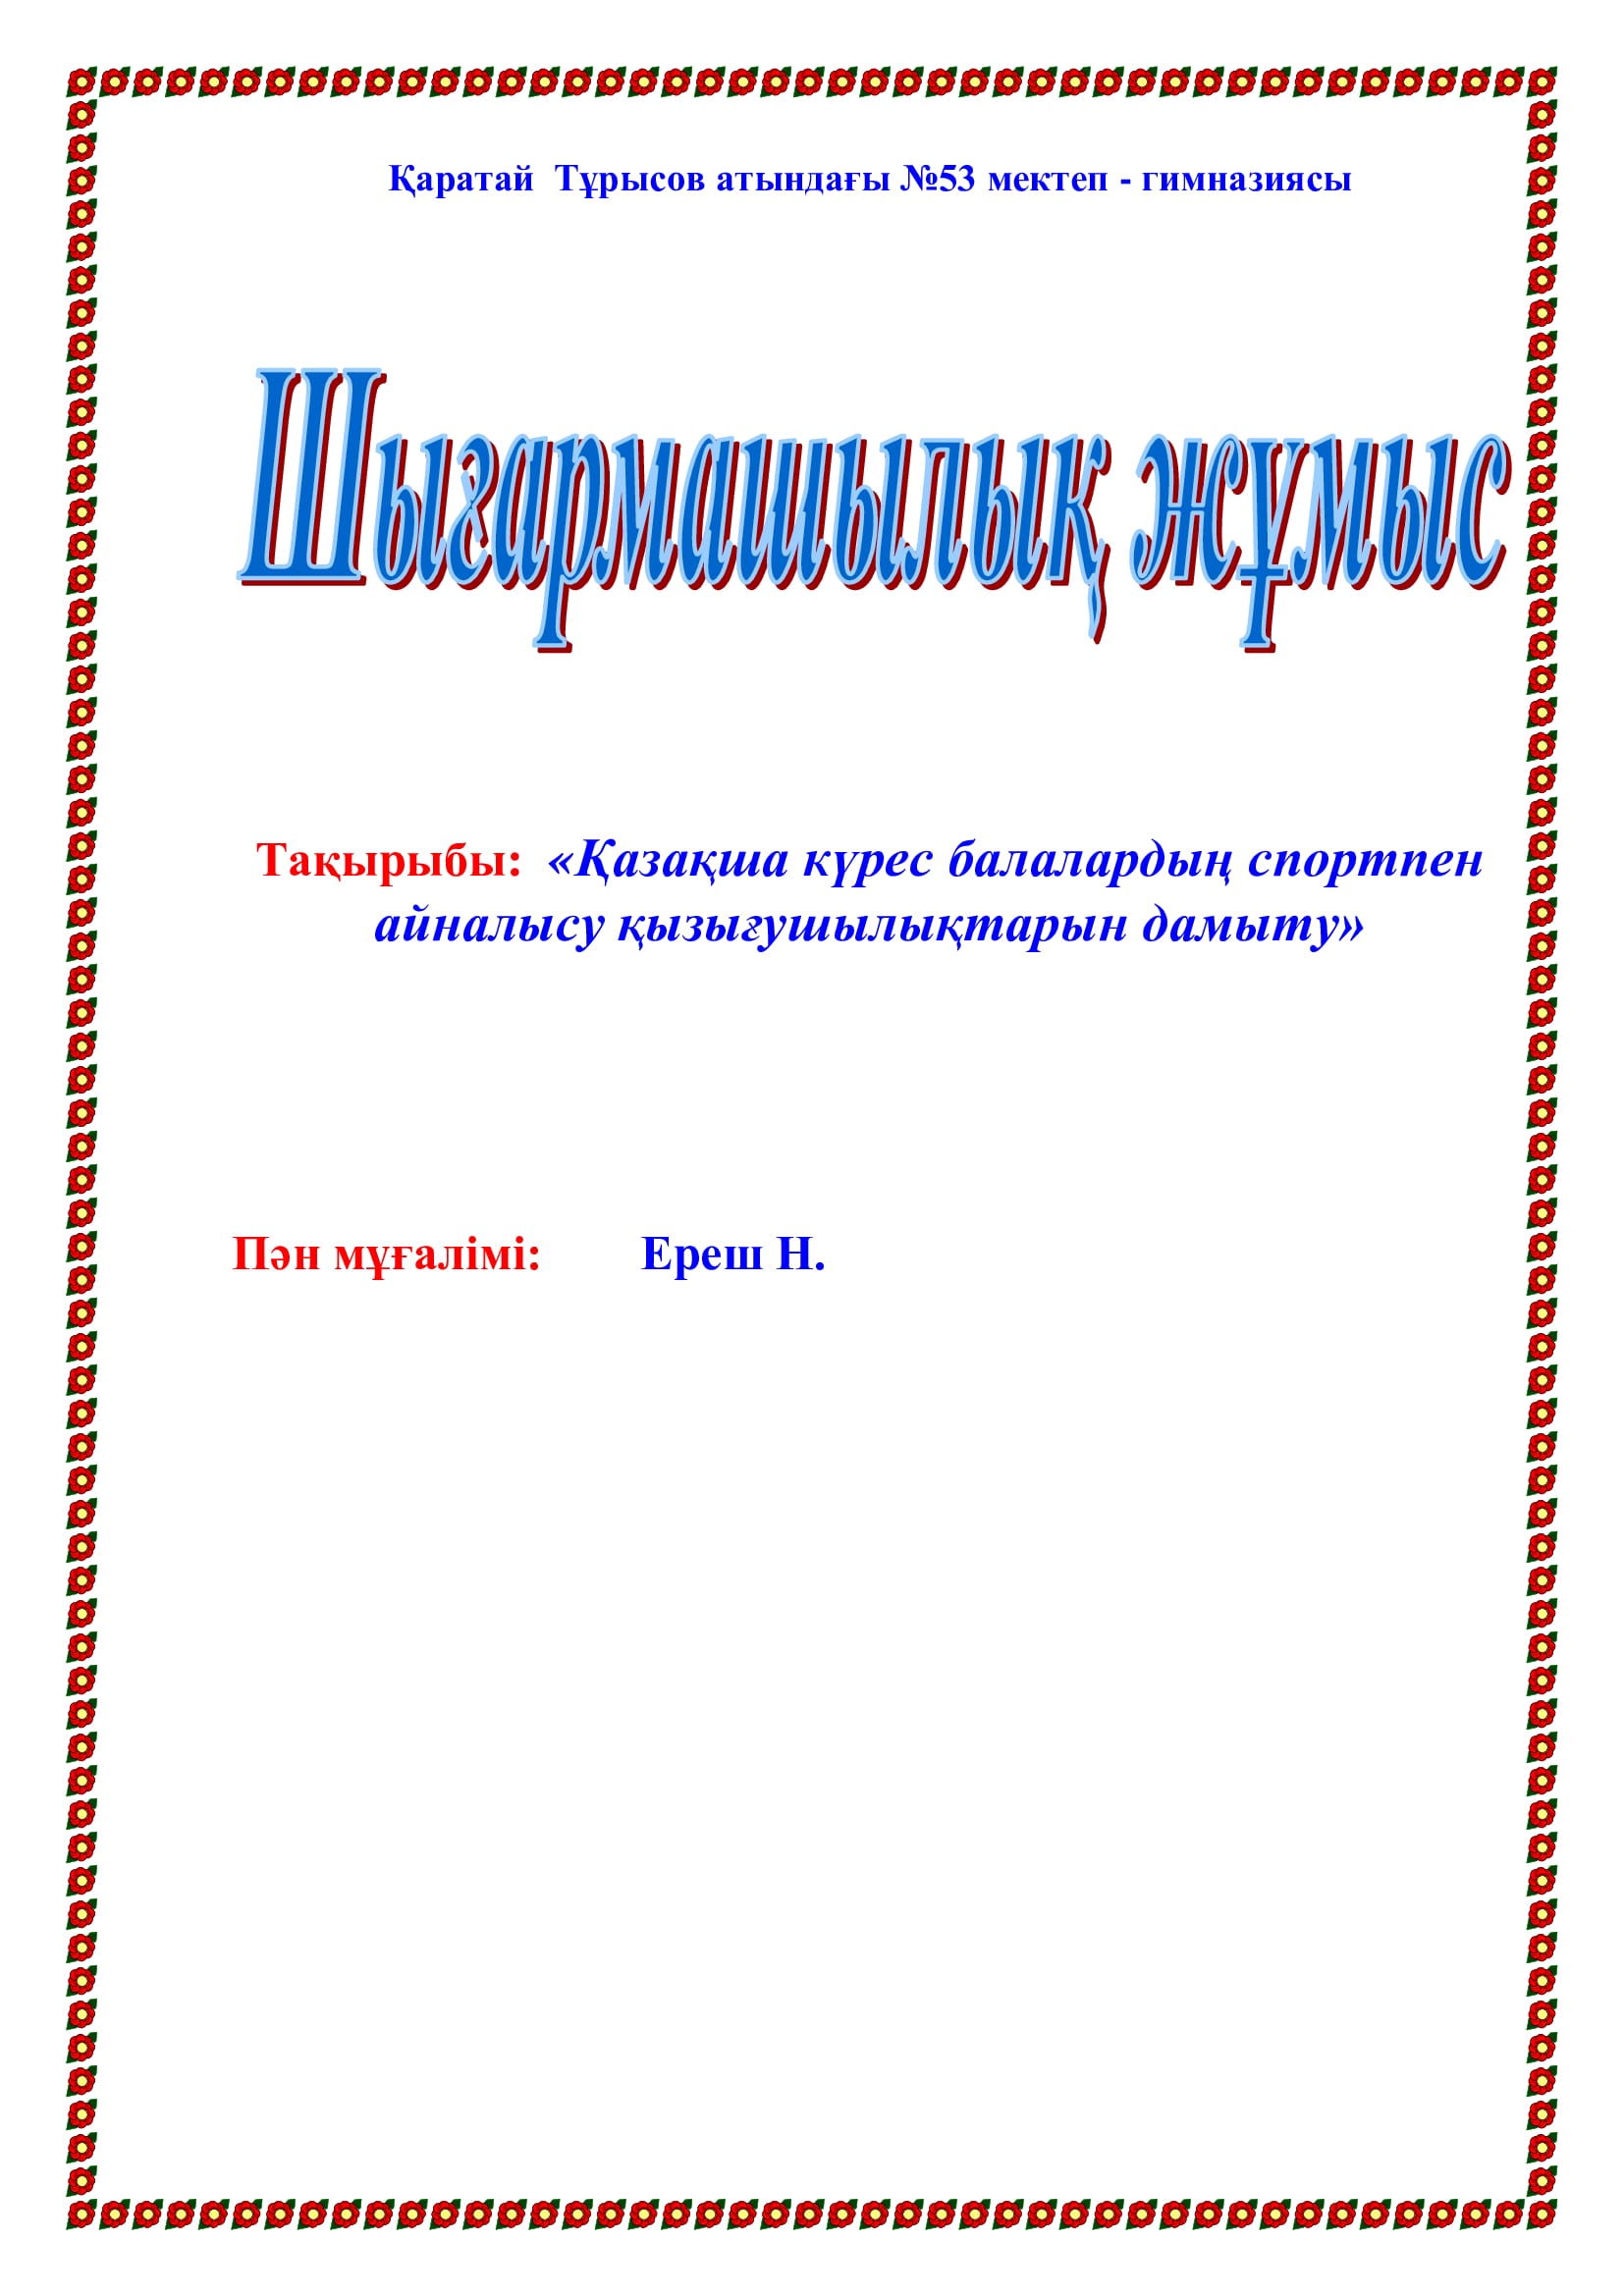 Қаратай Тұрысов атындағы №53 мектеп - гимназиясы
Шығармашылық жұмыс
Тақырыбы: «Қазақша күрес балалардың спортпен
айналысу қызығушылықтарын дамыту»
Пән мұғалімі: Ереш Н.